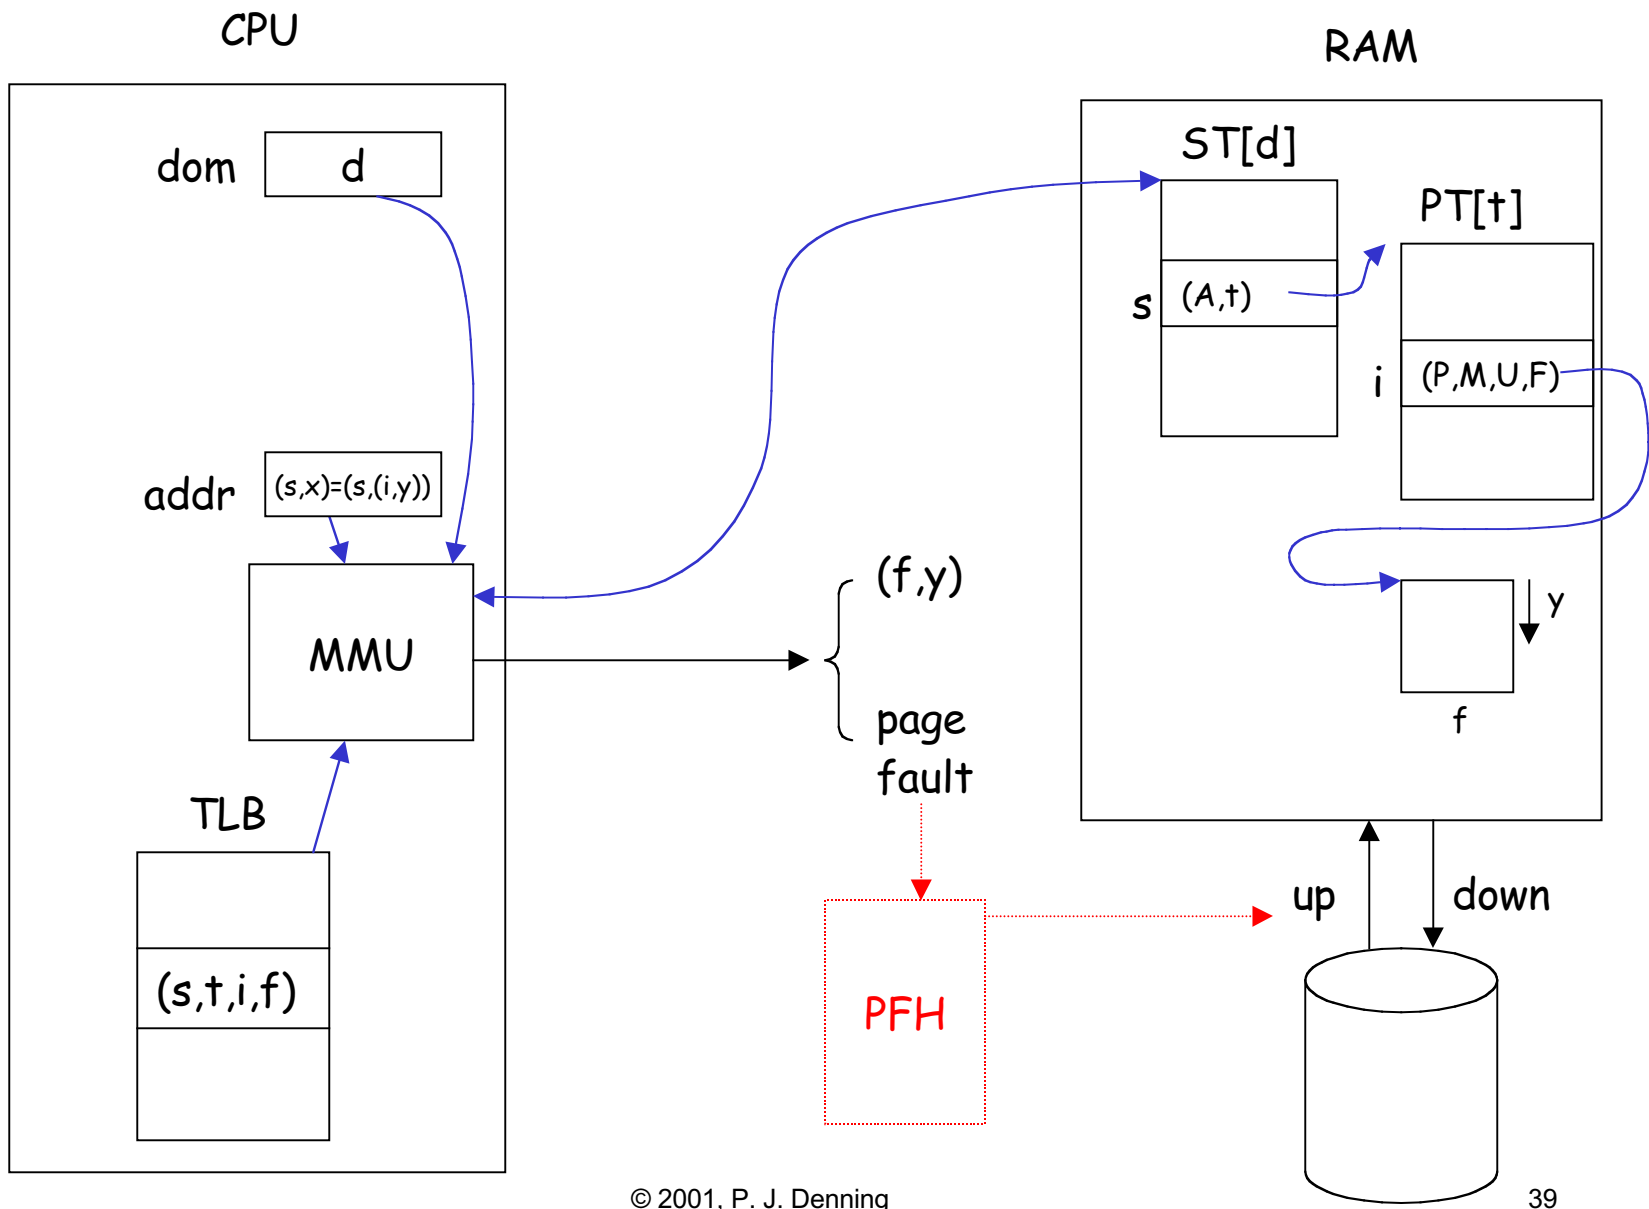 CPU
RAM
dom
d
ST[d]
PT[t]
s
(A,t)
i
(P,M,U,F)
addr
(s,x)=(s,(i,y))
MMU
(f,y)
page
fault
y
f
TLB
(s,t,i,f)
PFH
up
down
© 2001, P. J. Denning
39